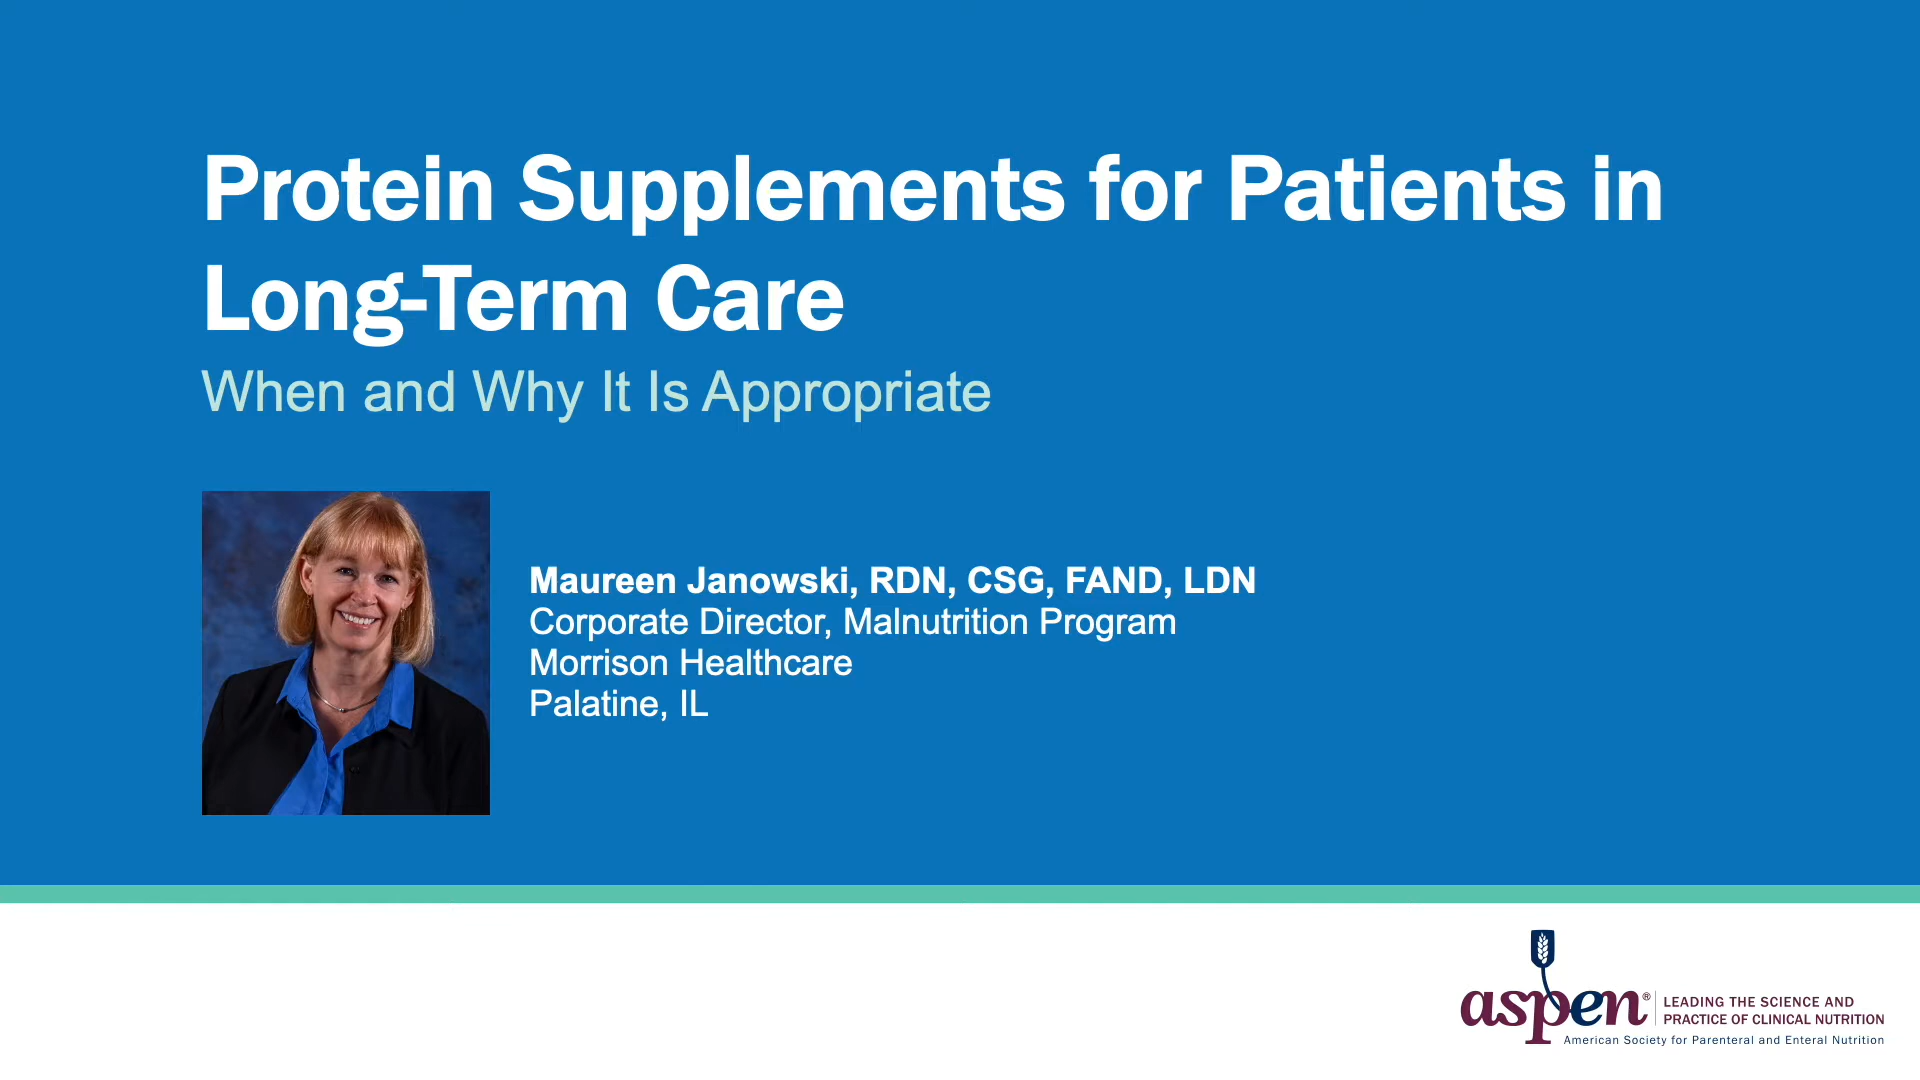 Protein Supplements for Patients in
Long-Term Care
When and Why It Is Appropriate
Maureen Janowski, RDN, CSG, FAND, LDN
Corporate Director, Malnutrition Program
Morrison Healthcare
Palatine, IL
aspen®
LEADING THE SCIENCE AND
PRACTICE OF CLINICAL NUTRITION
American Society for Parenteral and Enteral Nutrition